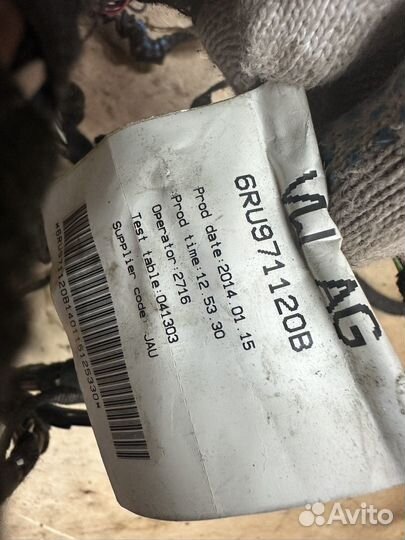 VW AG
6RU971120B
Prod date:2014.01.15
Prod time:12.53.30
Operator:2716
Test table:041303
Supplier code: JAU
*6RU971120B140115125330*
Avito